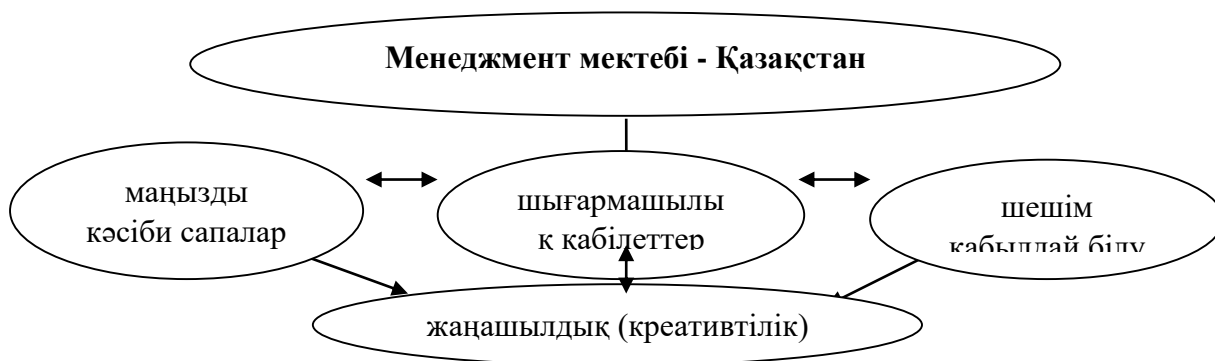 Менеджмент мектебі - Қазақстан
маңызды
кәсіби сапалар
шығармашылы
қ қабілеттер
шешім
қабылдай білу
жаңашылдық (креативтілік)